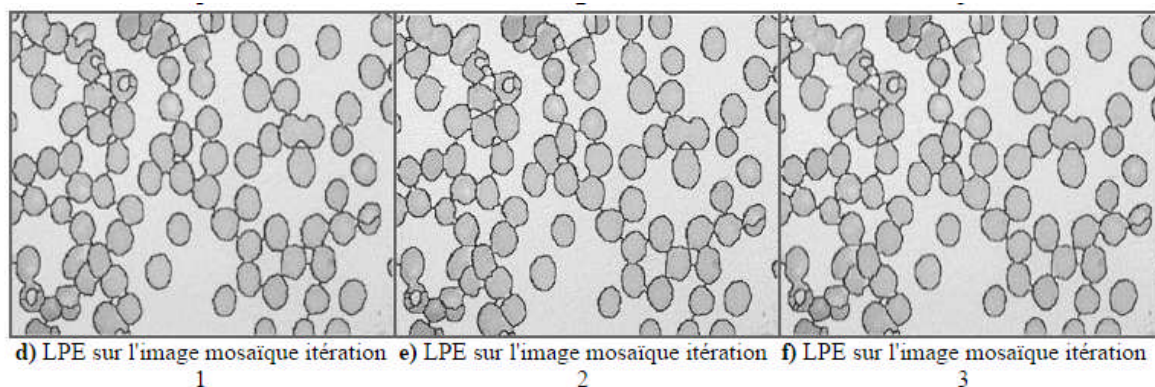 d) LPE sur l'image mosaïque itération
1
e) LPE sur l'image mosaïque itération
2
f) LPE sur l'image mosaïque itération
3